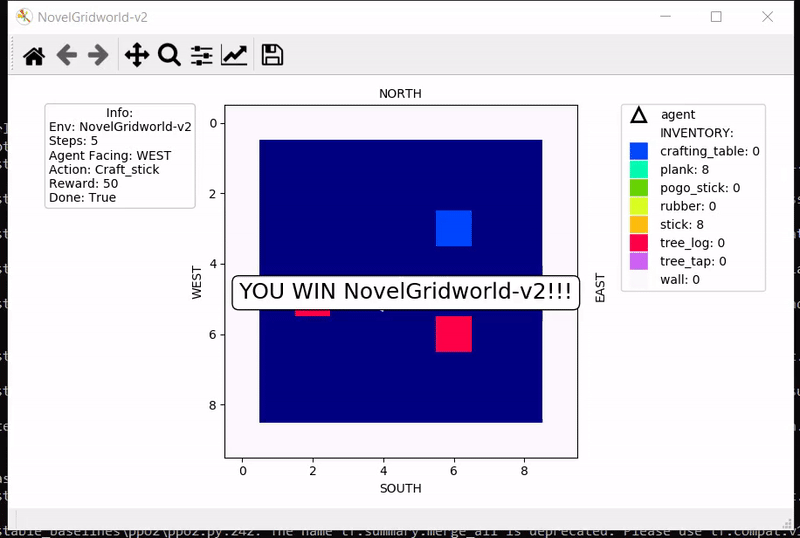 NovelGridworld-v2
NORTH
Info:
Env: NovelGridworld-v2
Steps: 5
Agent Facing: WEST
Action: Craft_stick
Reward: 50
Done: True
0
2
4
6
8
WEST
YOU WIN NovelGridworld-v2!!!
EAST
0 2 4 6 8
SOUTH
agent
INVENTORY:
crafting_table: 0
plank: 8
pogo_stick: 0
rubber: 0
stick: 8
tree_log: 0
tree_tap: 0
wall: 0
stable_baselines\ppo2\ppo2.py:242: The name tf.summary.merge_all is deprecated. Please use tf.compat.v